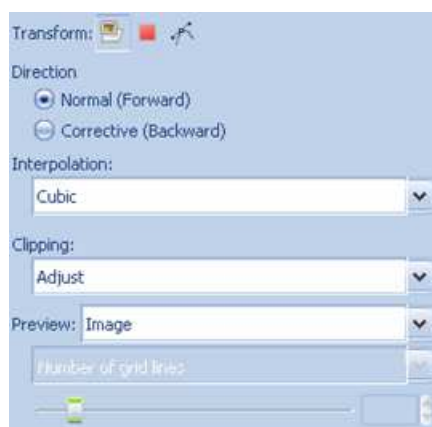 Transform:
Direction
Normal (Forward)
Corrective (Backward)
Interpolation:
Cubic
Clipping:
Adjust
Preview: Image
Number of grid lines